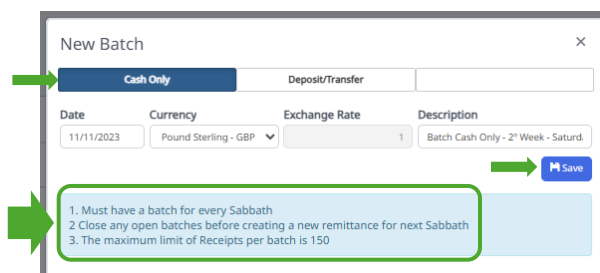 New Batch ×
Cash Only Deposit/Transfer
Date Currency Exchange Rate Description
11/11/2023 Pound Sterling - GBP 1 Batch Cash Only - 2º Week - Saturd
Save
1. Must have a batch for every Sabbath
2 Close any open batches before creating a new remittance for next Sabbath
3. The maximum limit of Receipts per batch is 150